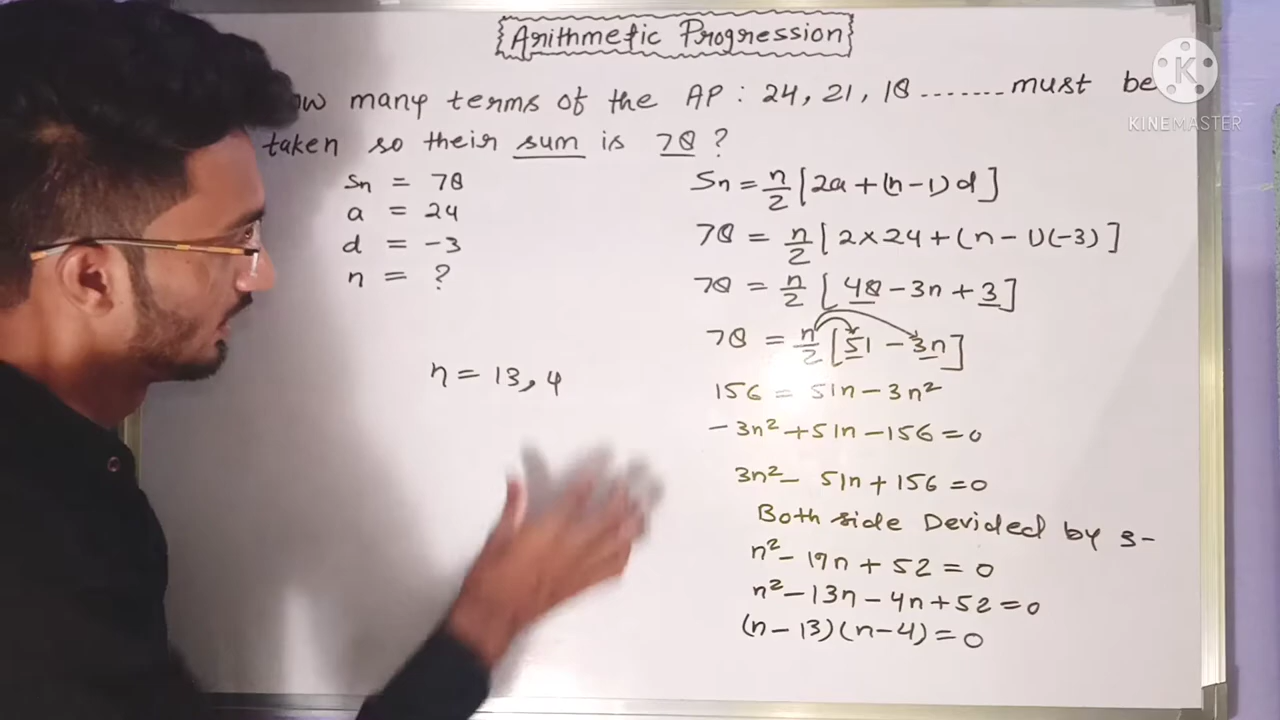 Arithmetic Progression
ow many terms of the AP : 24, 21, 18 ....... must be
taken so their sum is 78 ?
Sn = 78
a = 24
d = -3
n = ?
n = 13, 4
Sn = n/2 [2a + (n-1) d]
78 = n/2 [2×24 + (n-1)(-3)]
78 = n/2 [48 - 3n + 3]
78 = n/2 [51 - 3n]
156 = 51n - 3n²
-3n² + 51n - 156 = 0
3n² - 51n + 156 = 0
Both side Devided by 3-
n² - 17n + 52 = 0
n² - 13n - 4n + 52 = 0
(n-13)(n-4) = 0
K
KINEMASTER